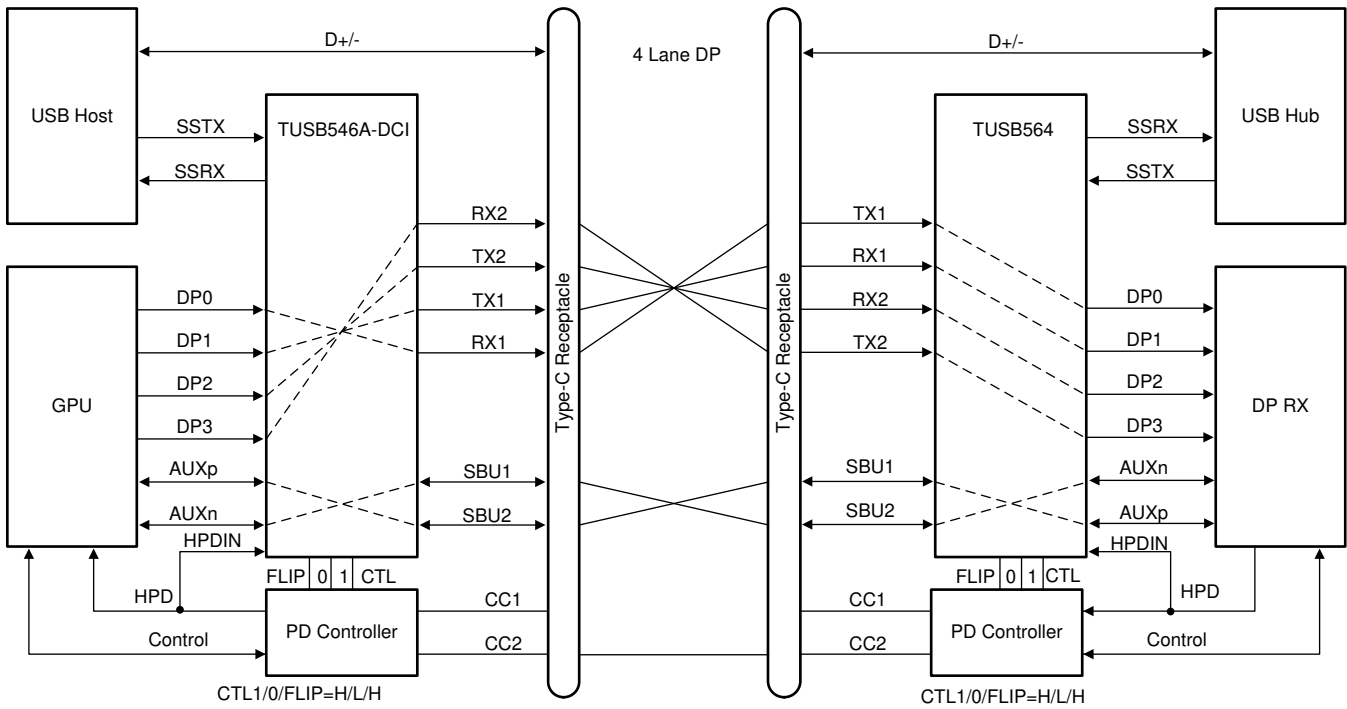 D+/-
4 Lane DP
D+/-
USB Host
TUSB546A-DCI
TUSB564
USB Hub
SSTX
SSRX
SSRX
SSTX
RX2
TX2
TX1
RX1
TX1
RX1
RX2
TX2
Type-C Receptacle
Type-C Receptacle
GPU
DP0
DP1
DP2
DP3
AUXp
AUXn
HPDIN
SBU1
SBU2
SBU1
SBU2
DP0
DP1
DP2
DP3
AUXn
AUXp
HPDIN
DP RX
FLIP 0 1 CTL
FLIP 0 1 CTL
HPD
Control
PD Controller
CC1
CC2
CC1
CC2
PD Controller
HPD
Control
CTL1/0/FLIP=H/L/H
CTL1/0/FLIP=H/L/H